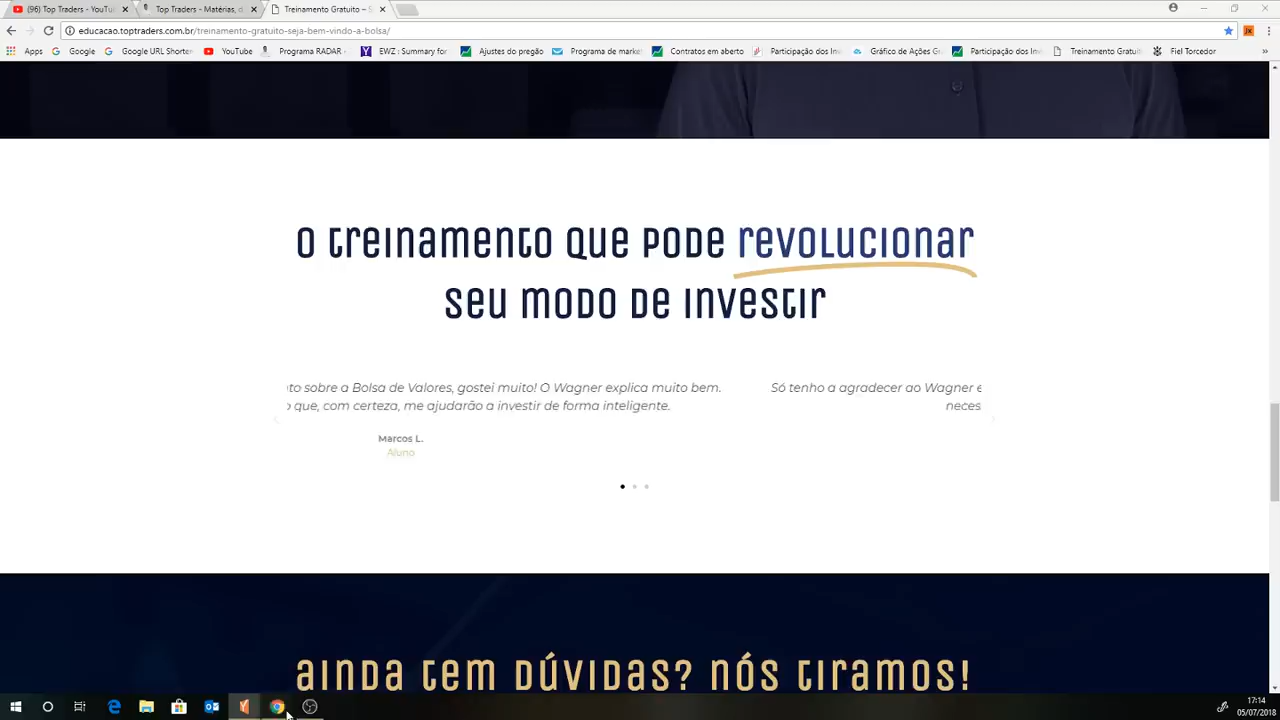 (96) Top Traders - YouTu
Top Traders – Matérias, d
Treinamento Gratuito – S
educacao.toptraders.com.br/treinamento-gratuito-seja-bem-vindo-a-bolsa/
Apps Google Google URL Shorte YouTube Programa RADAR EWZ : Summary for Ajustes do pregão Programa de marke Contratos em aberto Participação dos Inv Gráfico de Ações G Participação dos Inv Treinamento Gratui Fiel Torcedor »
O treinamento que pode revolucionar
seu modo de investir
to sobre a Bolsa de Valores, gostei muito! O Wagner explica muito bem.
o que, com certeza, me ajudarão a investir de forma inteligente.
Marcos L.
Aluno
Só tenho a agradecer ao Wagner e
neces
Ainda tem dúvidas? Nós tiramos!
17:14
05/07/2018